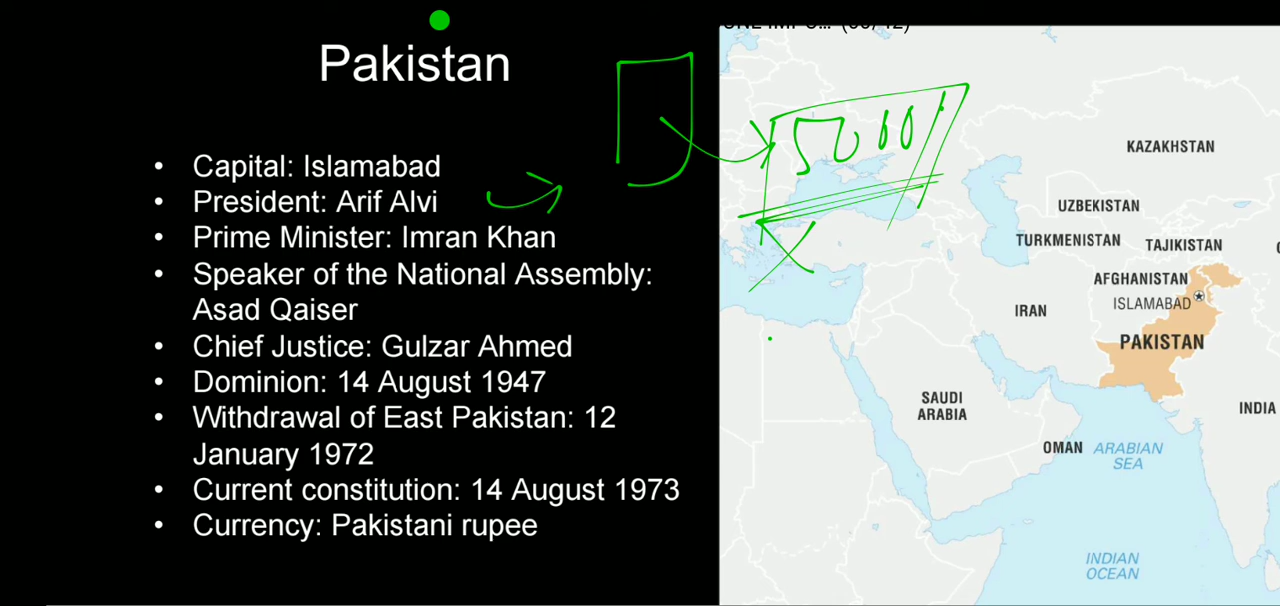 Pakistan
5000
• Capital: Islamabad
• President: Arif Alvi
• Prime Minister: Imran Khan
• Speaker of the National Assembly:
Asad Qaiser
• Chief Justice: Gulzar Ahmed
• Dominion: 14 August 1947
• Withdrawal of East Pakistan: 12
January 1972
• Current constitution: 14 August 1973
• Currency: Pakistani rupee
KAZAKHSTAN
UZBEKISTAN
TURKMENISTAN
TAJIKISTAN
AFGHANISTAN
ISLAMABAD
IRAN
PAKISTAN
SAUDI
ARABIA
INDIA
OMAN
ARABIAN
SEA
INDIAN
OCEAN